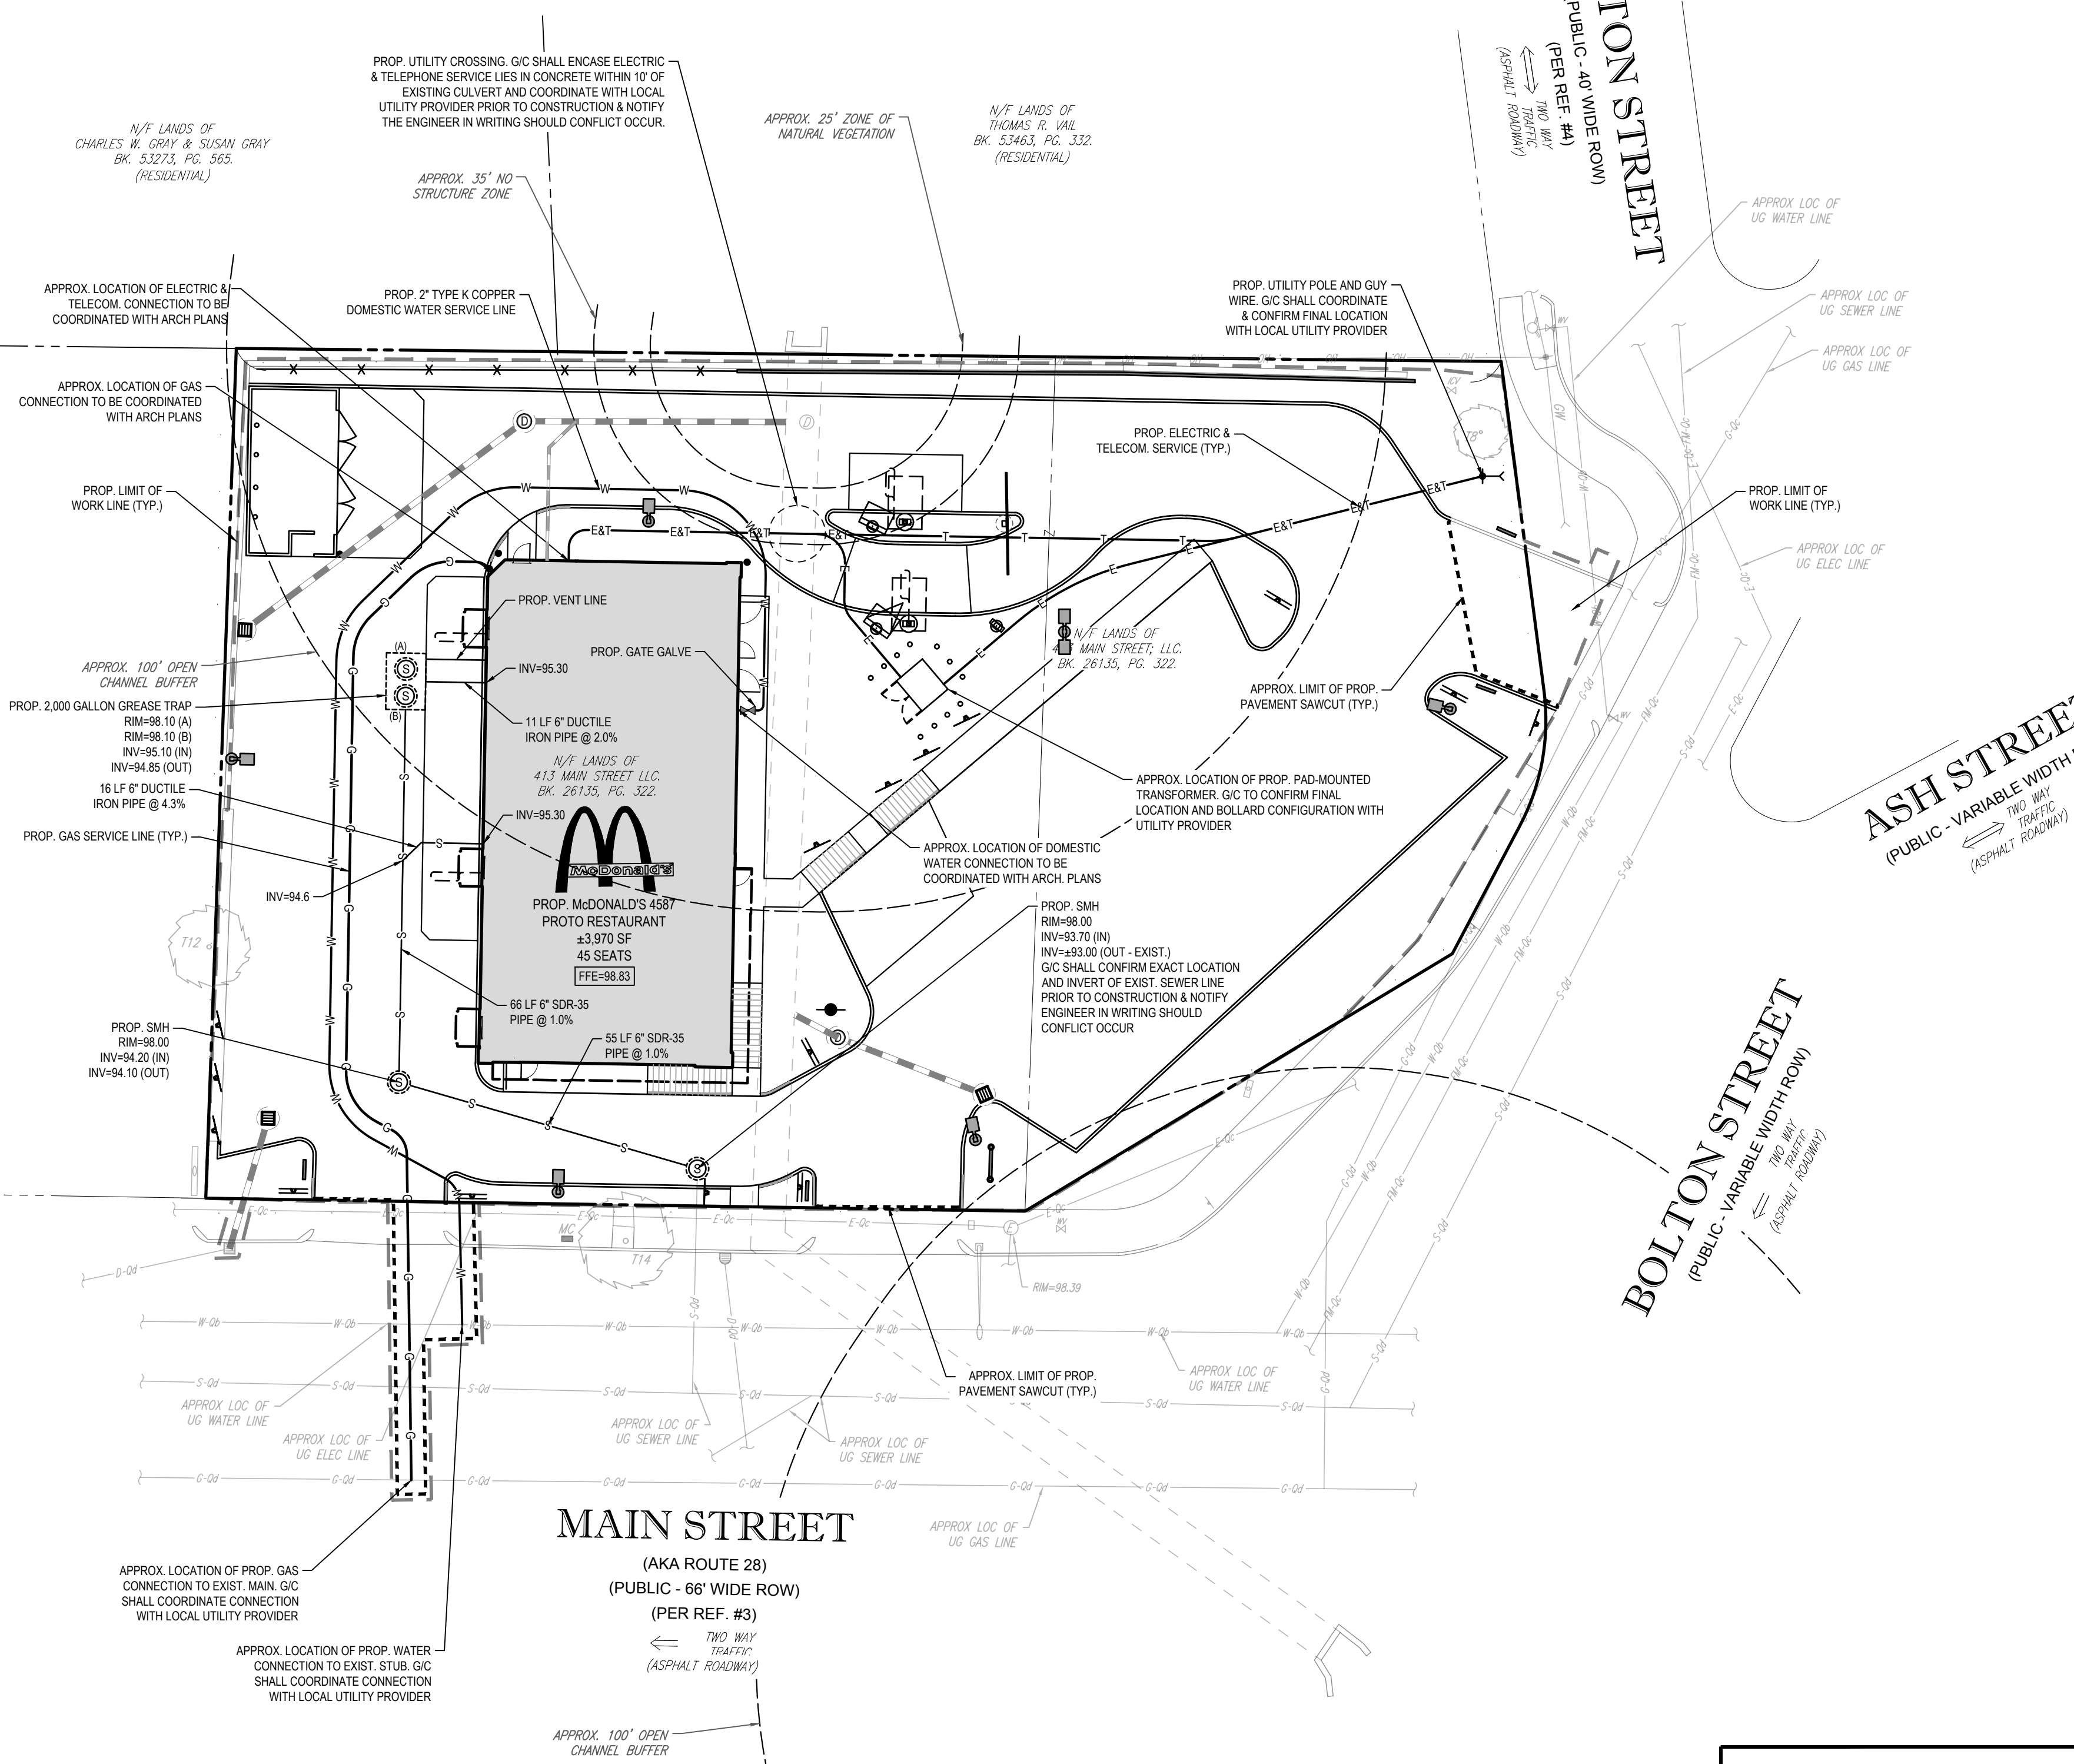 PROP. UTILITY CROSSING. G/C SHALL ENCASE ELECTRIC
& TELEPHONE SERVICE LIES IN CONCRETE WITHIN 10' OF
EXISTING CULVERT AND COORDINATE WITH LOCAL
UTILITY PROVIDER PRIOR TO CONSTRUCTION & NOTIFY
THE ENGINEER IN WRITING SHOULD CONFLICT OCCUR.
N/F LANDS OF
CHARLES W. GRAY & SUSAN GRAY
BK. 53273, PG. 565.
(RESIDENTIAL)
APPROX. 35' NO
STRUCTURE ZONE
APPROX. 25' ZONE OF
NATURAL VEGETATION
N/F LANDS OF
THOMAS R. VAIL
BK. 53463, PG. 332.
(RESIDENTIAL)
TON STREET
(PUBLIC - 40' WIDE ROW)
(PER REF. #4)
TWO WAY
TRAFFIC
(ASPHALT ROADWAY)
APPROX LOC OF
UG WATER LINE
APPROX LOC OF
UG SEWER LINE
APPROX LOC OF
UG GAS LINE
APPROX LOC OF
UG ELEC LINE
APPROX. LOCATION OF ELECTRIC &
TELECOM. CONNECTION TO BE
COORDINATED WITH ARCH PLANS
PROP. 2" TYPE K COPPER
DOMESTIC WATER SERVICE LINE
PROP. UTILITY POLE AND GUY
WIRE. G/C SHALL COORDINATE
& CONFIRM FINAL LOCATION
WITH LOCAL UTILITY PROVIDER
APPROX. LOCATION OF GAS
CONNECTION TO BE COORDINATED
WITH ARCH PLANS
PROP. ELECTRIC &
TELECOM. SERVICE (TYP.)
PROP. LIMIT OF
WORK LINE (TYP.)
PROP. LIMIT OF
WORK LINE (TYP.)
T8"
PROP. VENT LINE
PROP. GATE GALVE
INV=95.30
(A)
(B)
APPROX. 100' OPEN
CHANNEL BUFFER
PROP. 2,000 GALLON GREASE TRAP
RIM=98.10 (A)
RIM=98.10 (B)
INV=95.10 (IN)
INV=94.85 (OUT)
11 LF 6" DUCTILE
IRON PIPE @ 2.0%
N/F LANDS OF
413 MAIN STREET LLC.
BK. 26135, PG. 322.
N/F LANDS OF
MAIN STREET; LLC.
BK. 26135, PG. 322.
APPROX. LIMIT OF PROP.
PAVEMENT SAWCUT (TYP.)
16 LF 6" DUCTILE
IRON PIPE @ 4.3%
PROP. GAS SERVICE LINE (TYP.)
INV=95.30
INV=94.6
APPROX. LOCATION OF PROP. PAD-MOUNTED
TRANSFORMER. G/C TO CONFIRM FINAL
LOCATION AND BOLLARD CONFIGURATION WITH
UTILITY PROVIDER
APPROX. LOCATION OF DOMESTIC
WATER CONNECTION TO BE
COORDINATED WITH ARCH. PLANS
McDonald's
PROP. McDONALD'S 4587
PROTO RESTAURANT
±3,970 SF
45 SEATS
FFE=98.83
PROP. SMH
RIM=98.00
INV=93.70 (IN)
INV=±93.00 (OUT - EXIST.)
G/C SHALL CONFIRM EXACT LOCATION
AND INVERT OF EXIST. SEWER LINE
PRIOR TO CONSTRUCTION & NOTIFY
ENGINEER IN WRITING SHOULD
CONFLICT OCCUR
T12
66 LF 6" SDR-35
PIPE @ 1.0%
55 LF 6" SDR-35
PIPE @ 1.0%
PROP. SMH
RIM=98.00
INV=94.20 (IN)
INV=94.10 (OUT)
ASH STREET
(PUBLIC - VARIABLE WIDTH
TWO WAY
TRAFFIC
(ASPHALT ROADWAY)
BOLTON STREET
(PUBLIC - VARIABLE WIDTH ROW)
TWO WAY
TRAFFIC
(ASPHALT ROADWAY)
MC
T14
RIM=98.39
D-Qd
APPROX. LIMIT OF PROP.
PAVEMENT SAWCUT (TYP.)
APPROX LOC OF
UG WATER LINE
APPROX LOC OF
UG WATER LINE
APPROX LOC OF
UG ELEC LINE
APPROX LOC OF
UG SEWER LINE
APPROX LOC OF
UG SEWER LINE
APPROX LOC OF
UG GAS LINE
MAIN STREET
(AKA ROUTE 28)
(PUBLIC - 66' WIDE ROW)
(PER REF. #3)
TWO WAY
TRAFFIC
(ASPHALT ROADWAY)
APPROX. LOCATION OF PROP. GAS
CONNECTION TO EXIST. MAIN. G/C
SHALL COORDINATE CONNECTION
WITH LOCAL UTILITY PROVIDER
APPROX. LOCATION OF PROP. WATER
CONNECTION TO EXIST. STUB. G/C
SHALL COORDINATE CONNECTION
WITH LOCAL UTILITY PROVIDER
APPROX. 100' OPEN
CHANNEL BUFFER